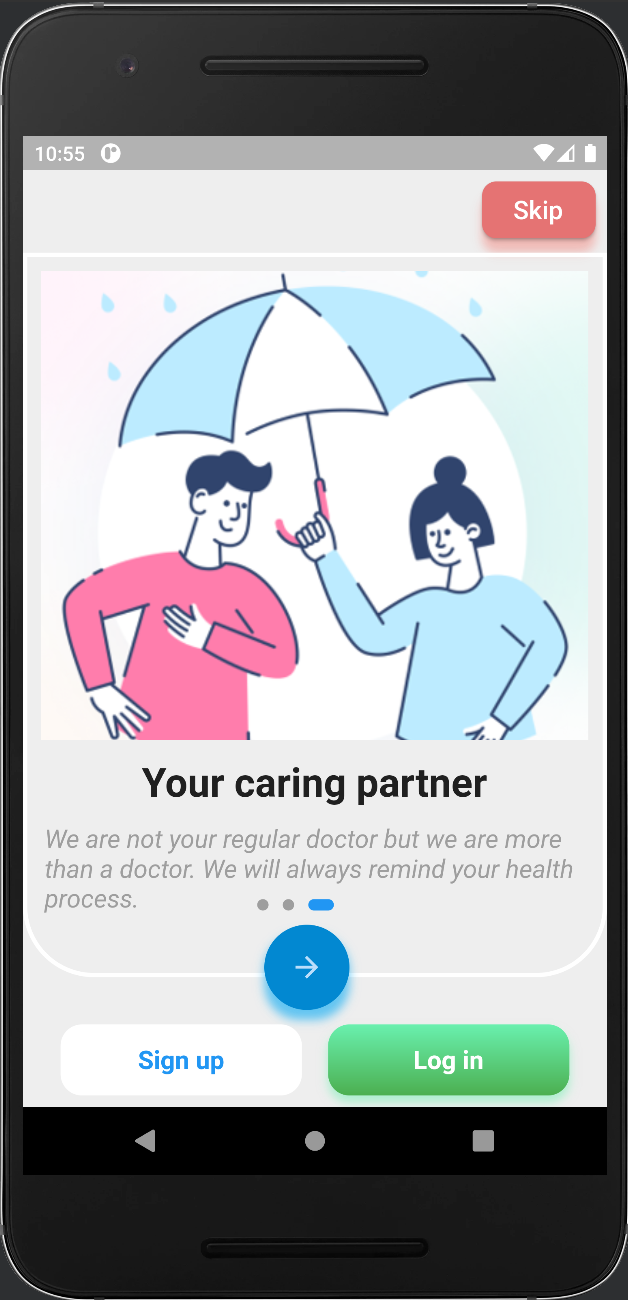 10:55
Skip
Your caring partner
We are not your regular doctor but we are more
than a doctor. We will always remind your health
process.
Sign up
Log in